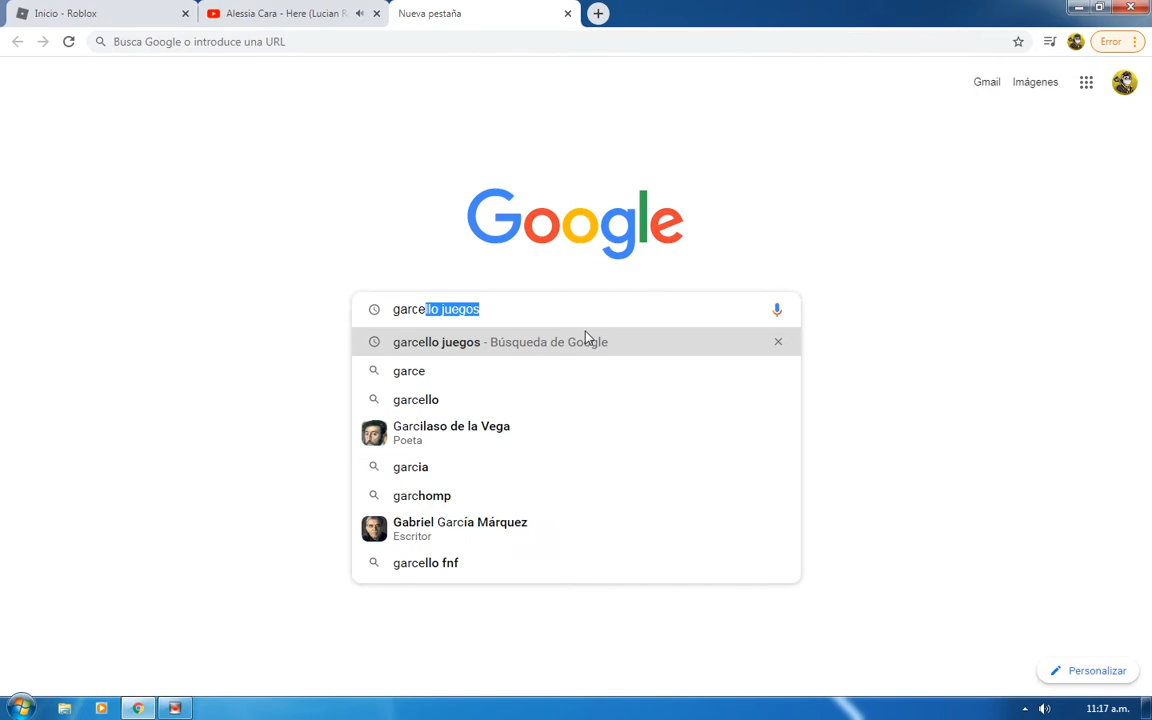 Inicio - Roblox
Alessia Cara - Here (Lucian R
Nueva pestaña
Busca Google o introduce una URL
Error
Gmail
Imágenes
Google
garcello juegos
garcello juegos - Búsqueda de Google
garce
garcello
Garcilaso de la Vega
Poeta
garcia
garchomp
Gabriel García Márquez
Escritor
garcello fnf
Personalizar
11:17 a.m.